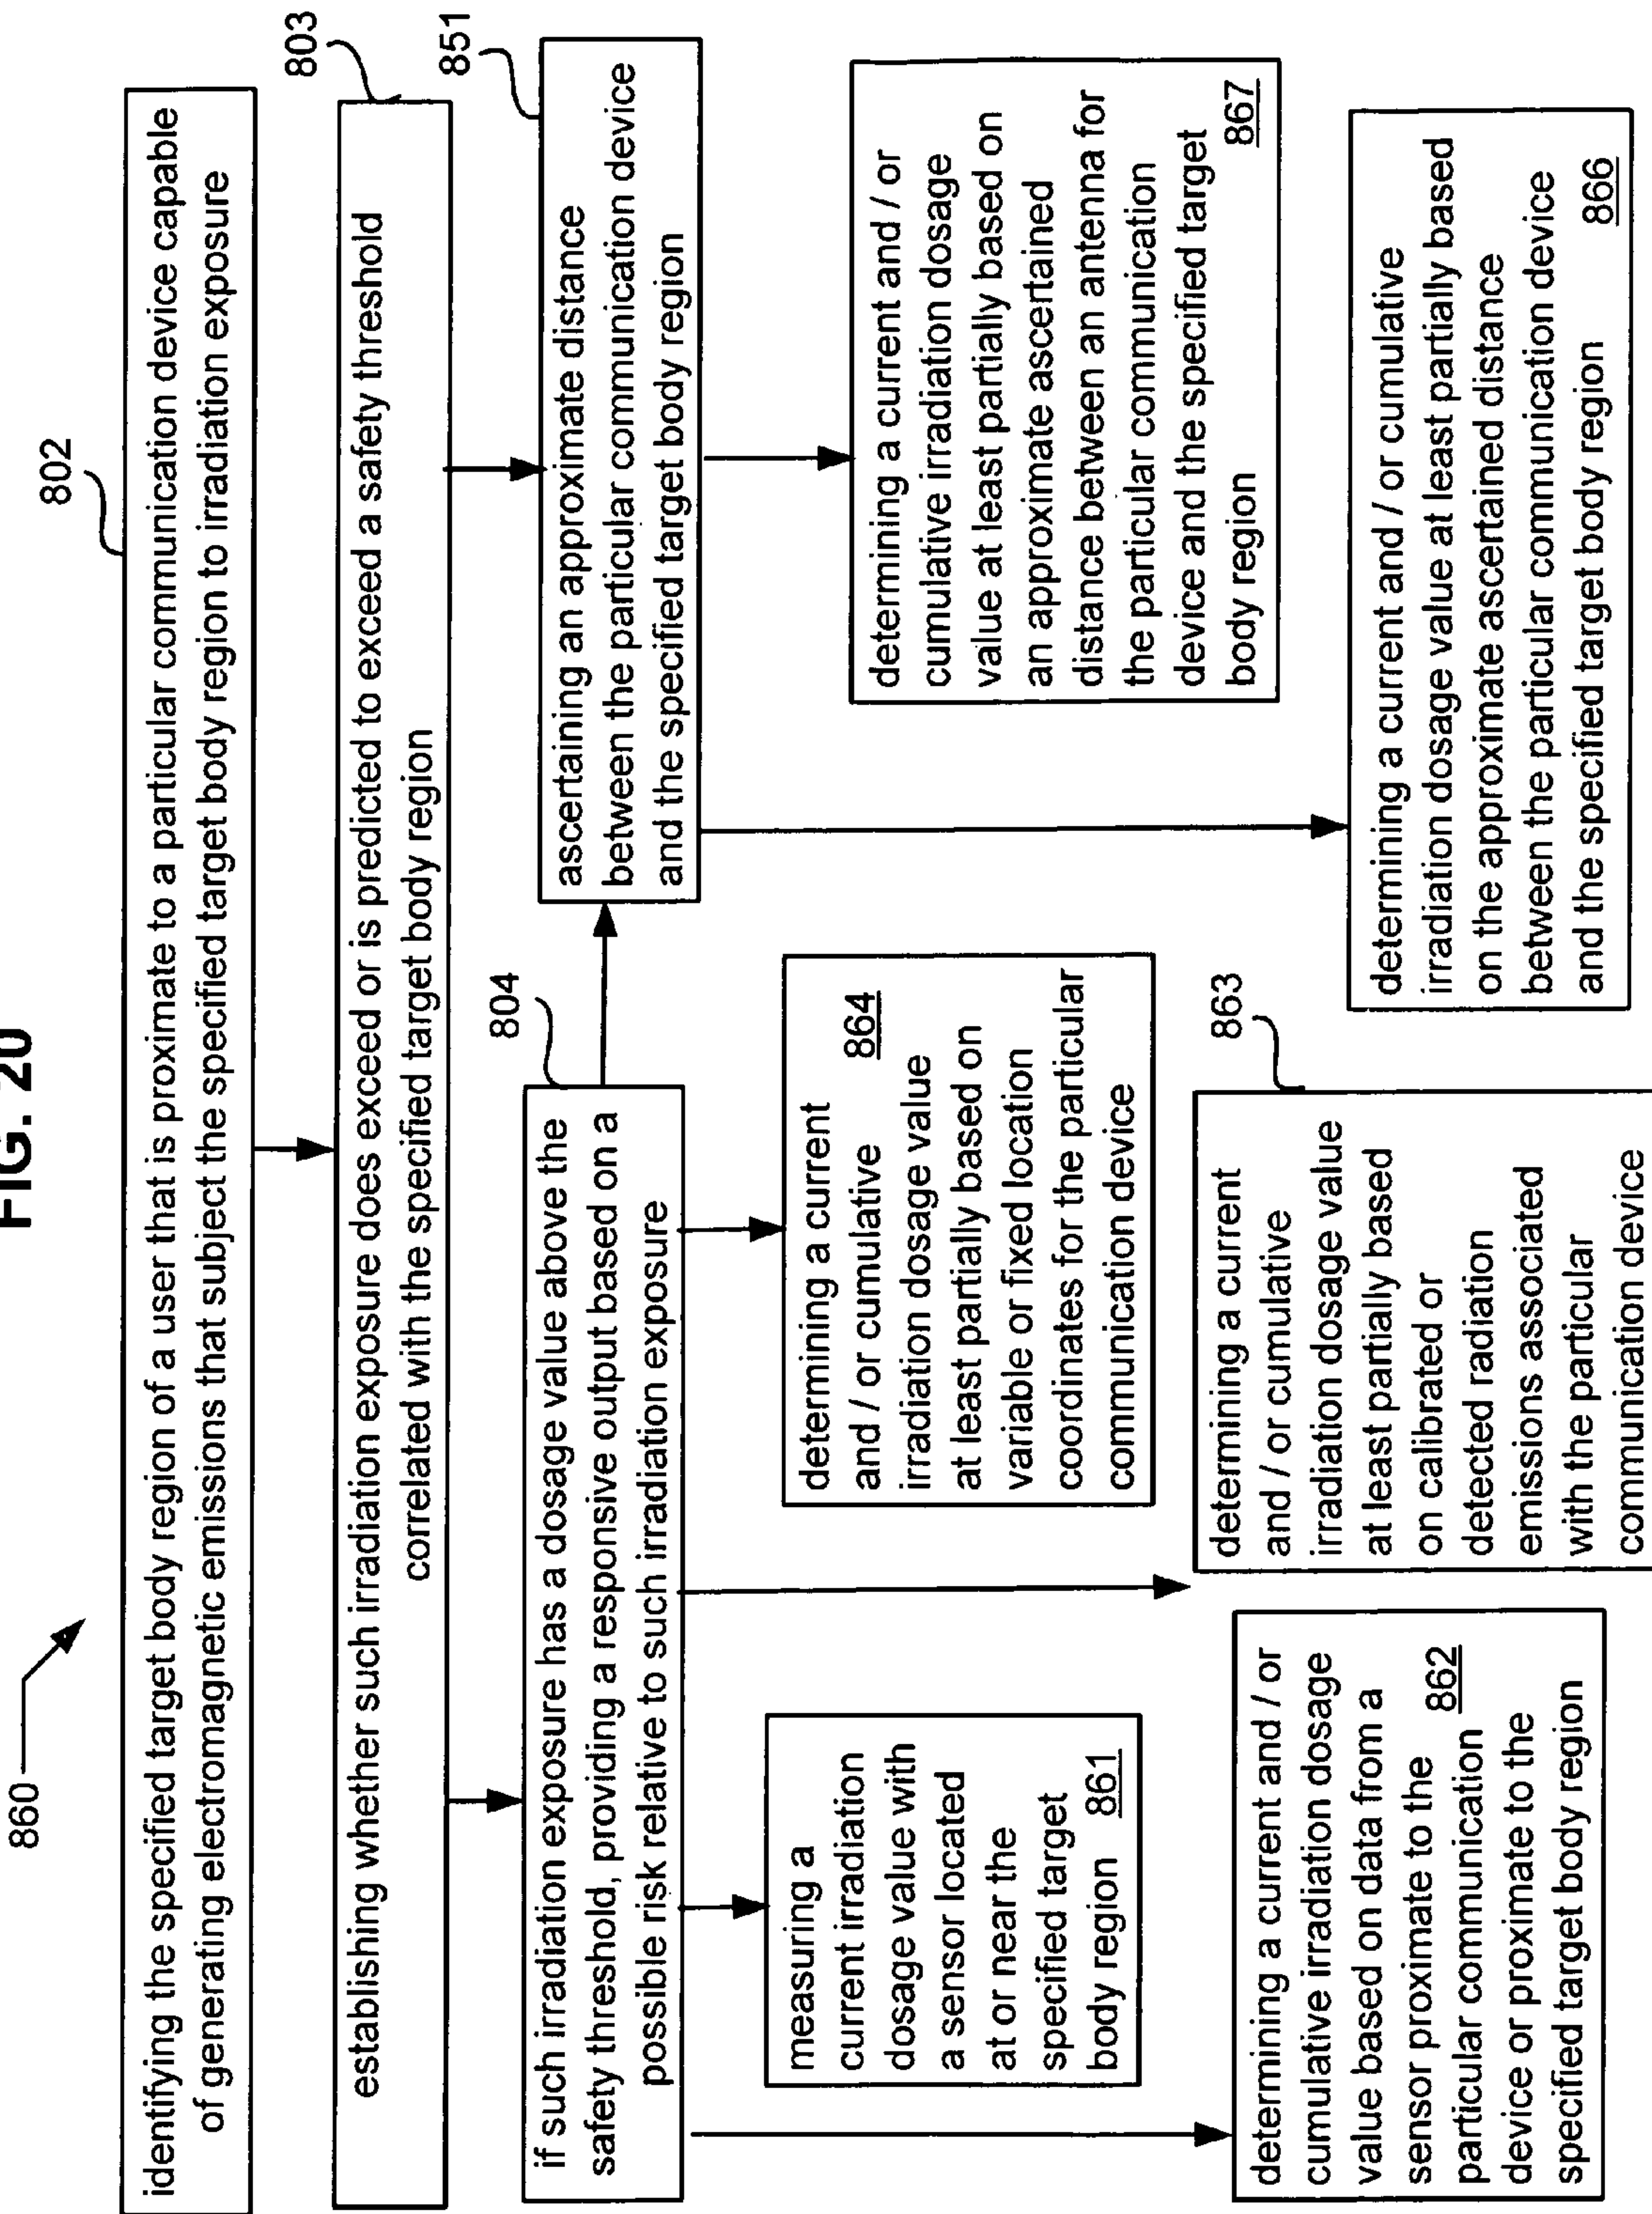 FIG. 20
860
802
identifying the specified target body region of a user that is proximate to a particular communication device capable
of generating electromagnetic emissions that subject the specified target body region to irradiation exposure
803
establishing whether such irradiation exposure does exceed or is predicted to exceed a safety threshold
correlated with the specified target body region
804
if such irradiation exposure has a dosage value above the
safety threshold, providing a responsive output based on a
possible risk relative to such irradiation exposure
851
ascertaining an approximate distance
between the particular communication device
and the specified target body region
measuring a
current irradiation
dosage value with
a sensor located
at or near the
specified target
body region 861
determining a current
and / or cumulative 864
irradiation dosage value
at least partially based on
variable or fixed location
coordinates for the particular
communication device
determining a current and / or
cumulative irradiation dosage
value at least partially based on
an approximate ascertained
distance between an antenna for
the particular communication
device and the specified target
body region 867
determining a current and / or
cumulative irradiation dosage
value based on data from a
sensor proximate to the 862
particular communication
device or proximate to the
specified target body region
863
determining a current
and / or cumulative
irradiation dosage value
at least partially based
on calibrated or
detected radiation
emissions associated
with the particular
communication device
determining a current and / or cumulative
irradiation dosage value at least partially based
on the approximate ascertained distance
between the particular communication device
and the specified target body region 866